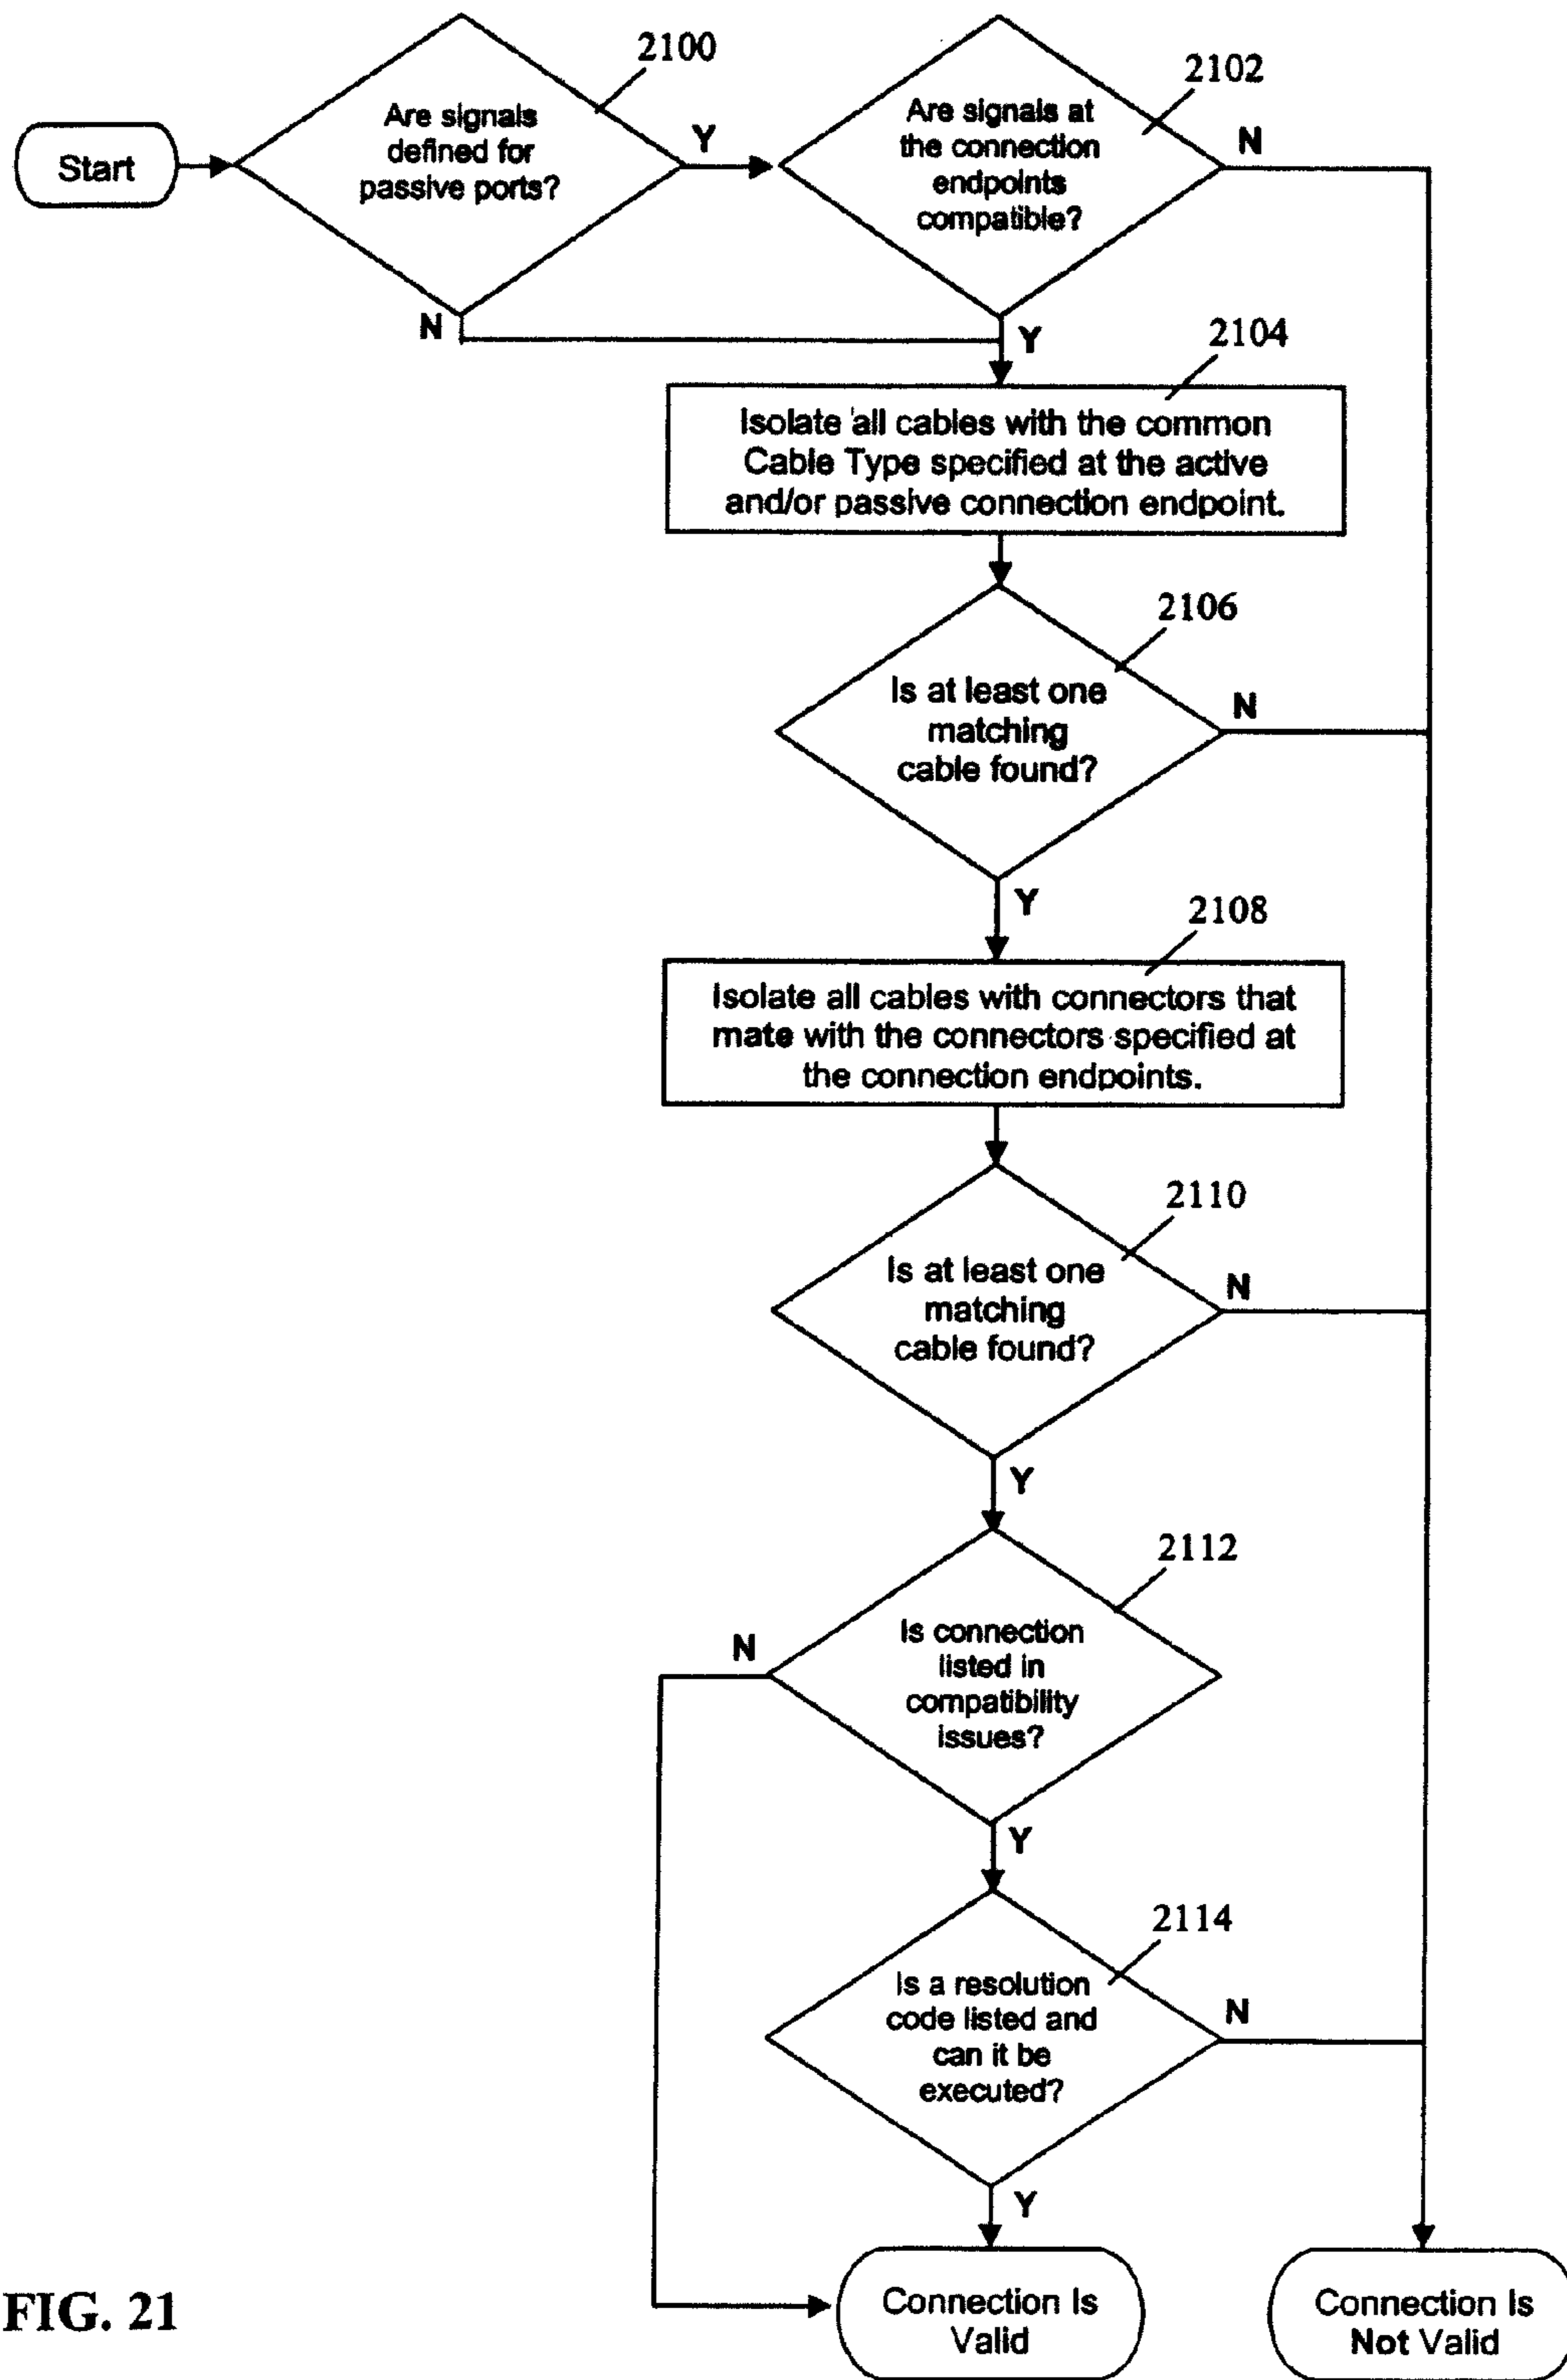 2100
2102
Start
Are signals
defined for
passive ports?
Y
Are signals at
the connection
endpoints
compatible?
N
N
Y
2104
Isolate all cables with the common
Cable Type specified at the active
and/or passive connection endpoint.
2106
Is at least one
matching
cable found?
N
Y
2108
Isolate all cables with connectors that
mate with the connectors specified at
the connection endpoints.
2110
Is at least one
matching
cable found?
N
Y
2112
Is connection
listed in
compatibility
issues?
N
Y
2114
Is a resolution
code listed and
can it be
executed?
N
Y
Connection Is
Valid
Connection Is
Not Valid
FIG. 21